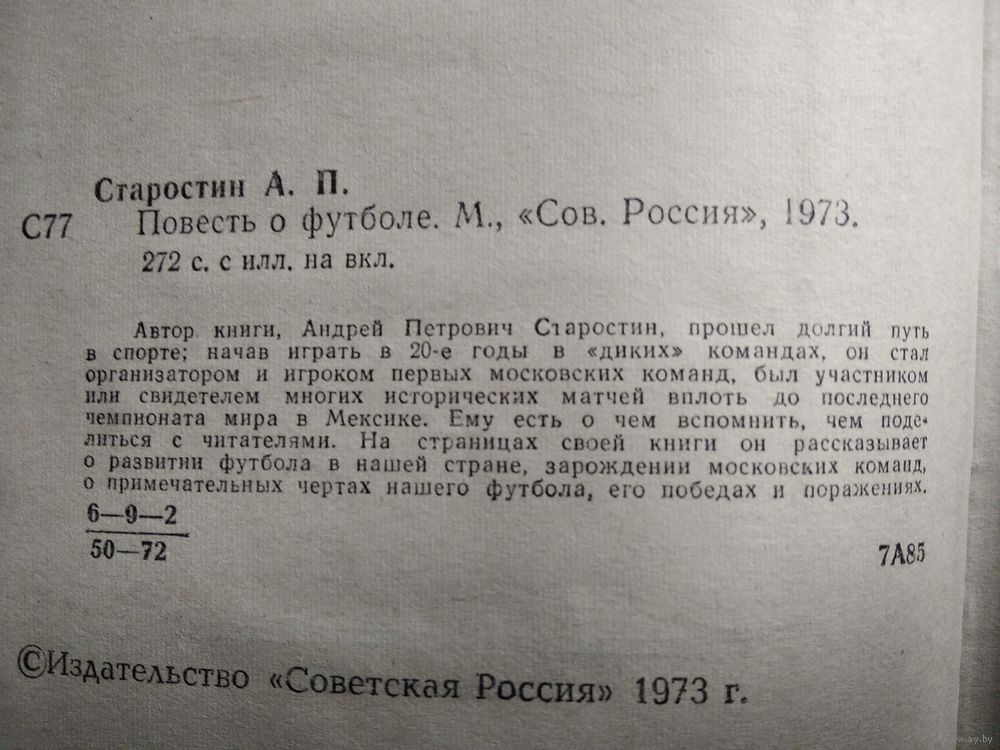 Старостин А. П.
С77 Повесть о футболе. М., «Сов. Россия», 1973.
272 с. с илл. на вкл.
Автор книги, Андрей Петрович Старостин, прошел долгий путь
в спорте; начав играть в 20-е годы в «диких» командах, он стал
организатором и игроком первых московских команд, был участником
или свидетелем многих исторических матчей вплоть до последнего
чемпионата мира в Мексике. Ему есть о чем вспомнить, чем поде-
литься с читателями. На страницах своей книги он рассказывает
о развитии футбола в нашей стране, зарождении московских команд,
о примечательных чертах нашего футбола, его победах и поражениях.
6—9—2
50—72
7А85
©Издательство «Советская Россия» 1973 г.
www.ay.by